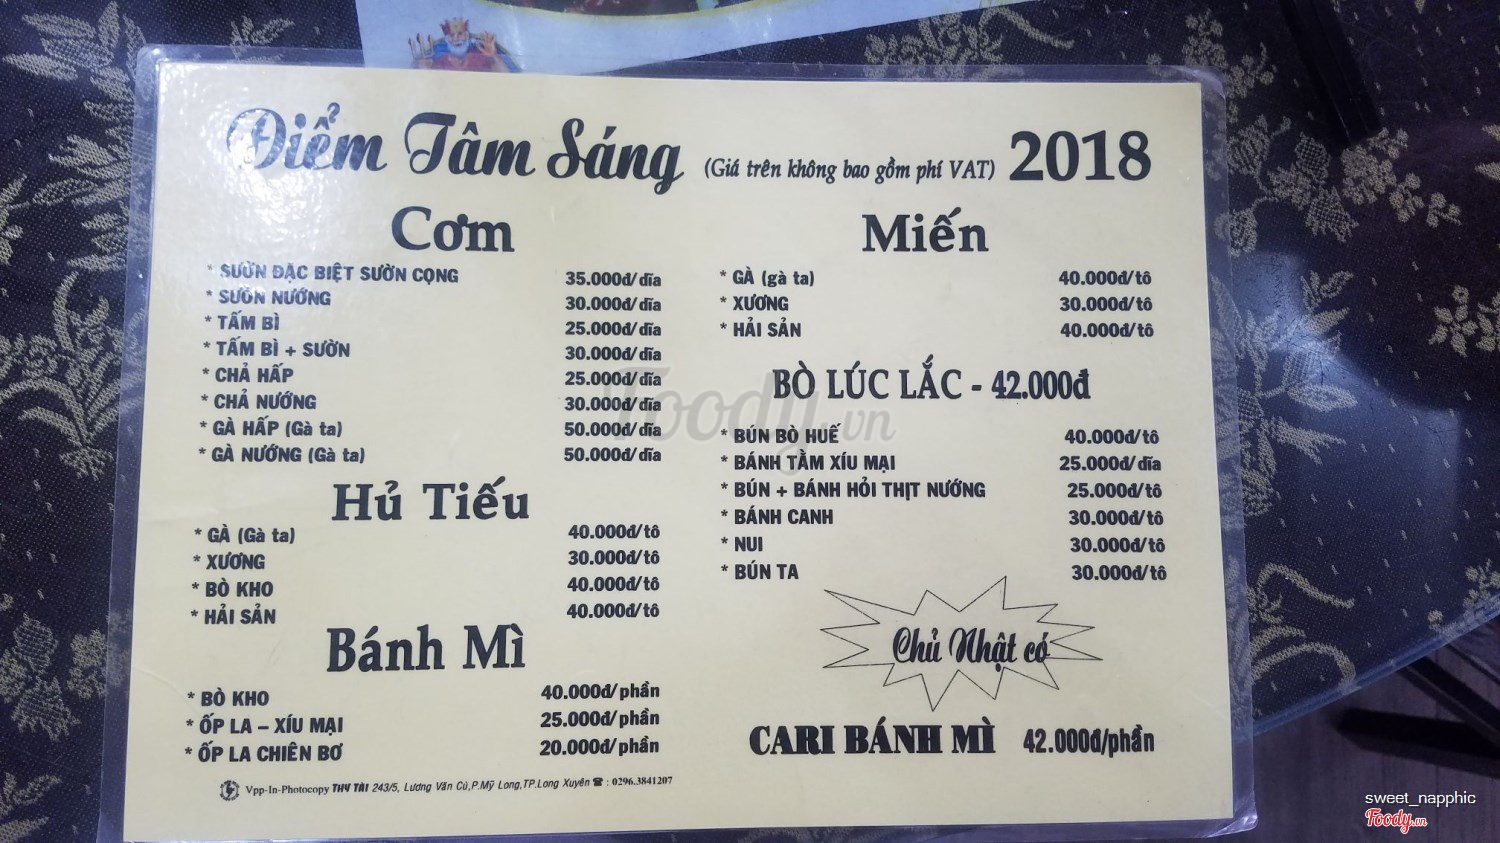 Điểm Tâm Sáng (Giá trên không bao gồm phí VAT) 2018
Cơm
* SƯỜN ĐẶC BIỆT SƯỜN CỌNG 35.000đ/dĩa
* SƯỜN NƯỚNG 30.000đ/dĩa
* TẤM BÌ 25.000đ/dĩa
* TẤM BÌ + SƯỜN 30.000đ/dĩa
* CHẢ HẤP 25.000đ/dĩa
* CHẢ NƯỚNG 30.000đ/dĩa
* GÀ HẤP (Gà ta) 50.000đ/dĩa
* GÀ NƯỚNG (Gà ta) 50.000đ/dĩa
Hủ Tiếu
* GÀ (Gà ta) 40.000đ/tô
* XƯƠNG 30.000đ/tô
* BÒ KHO 40.000đ/tô
* HẢI SẢN 40.000đ/tô
Bánh Mì
* BÒ KHO 40.000đ/phần
* ỐP LA – XÍU MẠI 25.000đ/phần
* ỐP LA CHIÊN BƠ 20.000đ/phần
Vpp-In-Photocopy THY TÀI 243/5, Lương Văn Cù,P.Mỹ Long,TP.Long Xuyên ☎ : 0296.3841207
Miến
* GÀ (gà ta) 40.000đ/tô
* XƯƠNG 30.000đ/tô
* HẢI SẢN 40.000đ/tô
BÒ LÚC LẮC - 42.000đ
* BÚN BÒ HUẾ 40.000đ/tô
* BÁNH TẰM XÍU MẠI 25.000đ/dĩa
* BÚN + BÁNH HỎI THỊT NƯỚNG 25.000đ/tô
* BÁNH CANH 30.000đ/tô
* NUI 30.000đ/tô
* BÚN TA 30.000đ/tô
Chủ Nhật có
CARI BÁNH MÌ 42.000đ/phần
Foody.vn
sweet_napphic
Foody.vn